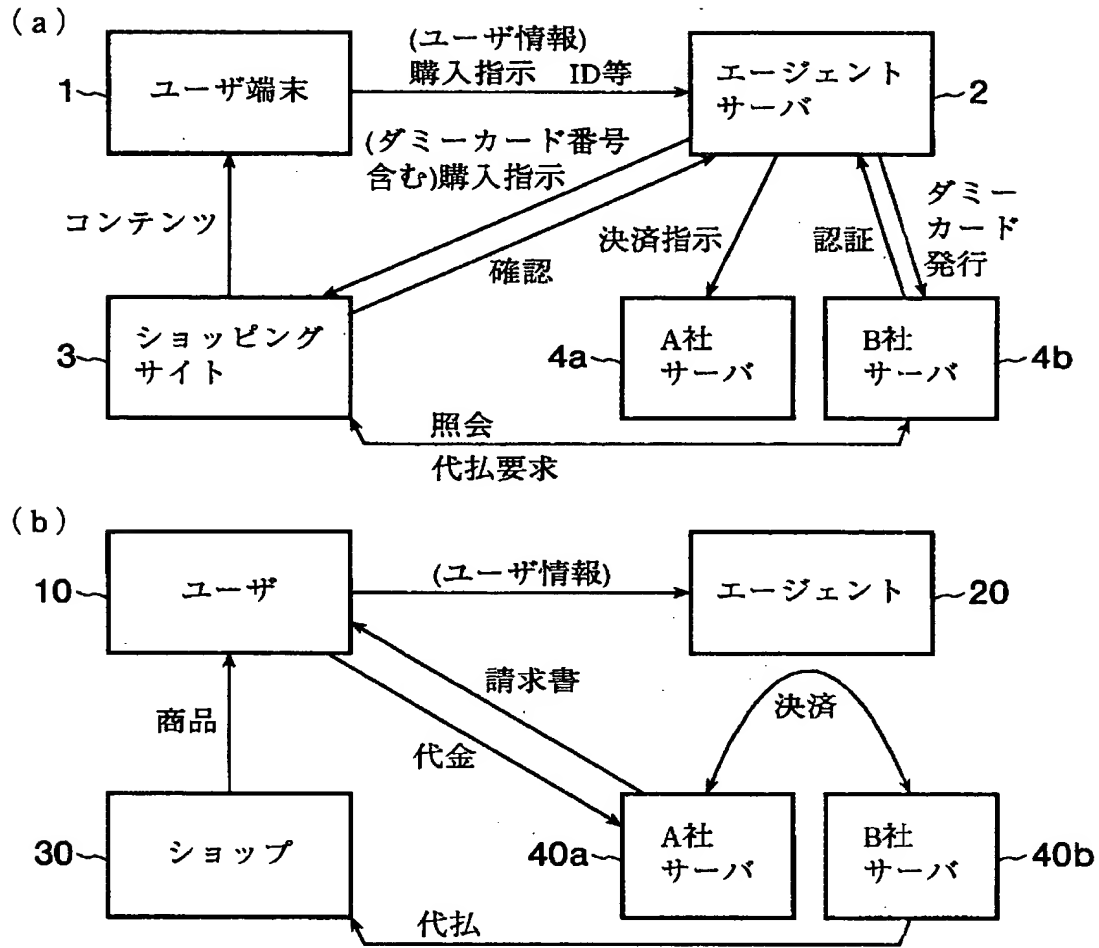 (a)
(ユーザ情報)
購入指示 ID等
1
ユーザ端末
エージェント
サーバ
2
(ダミーカード番号
含む)購入指示
コンテンツ
確認
決済指示
認証
ダミー
カード
発行
3
ショッピング
サイト
4a
A社
サーバ
B社
サーバ
4b
照会
代払要求
(b)
10
ユーザ
(ユーザ情報)
エージェント
20
請求書
決済
商品
代金
30
ショップ
40a
A社
サーバ
B社
サーバ
40b
代払